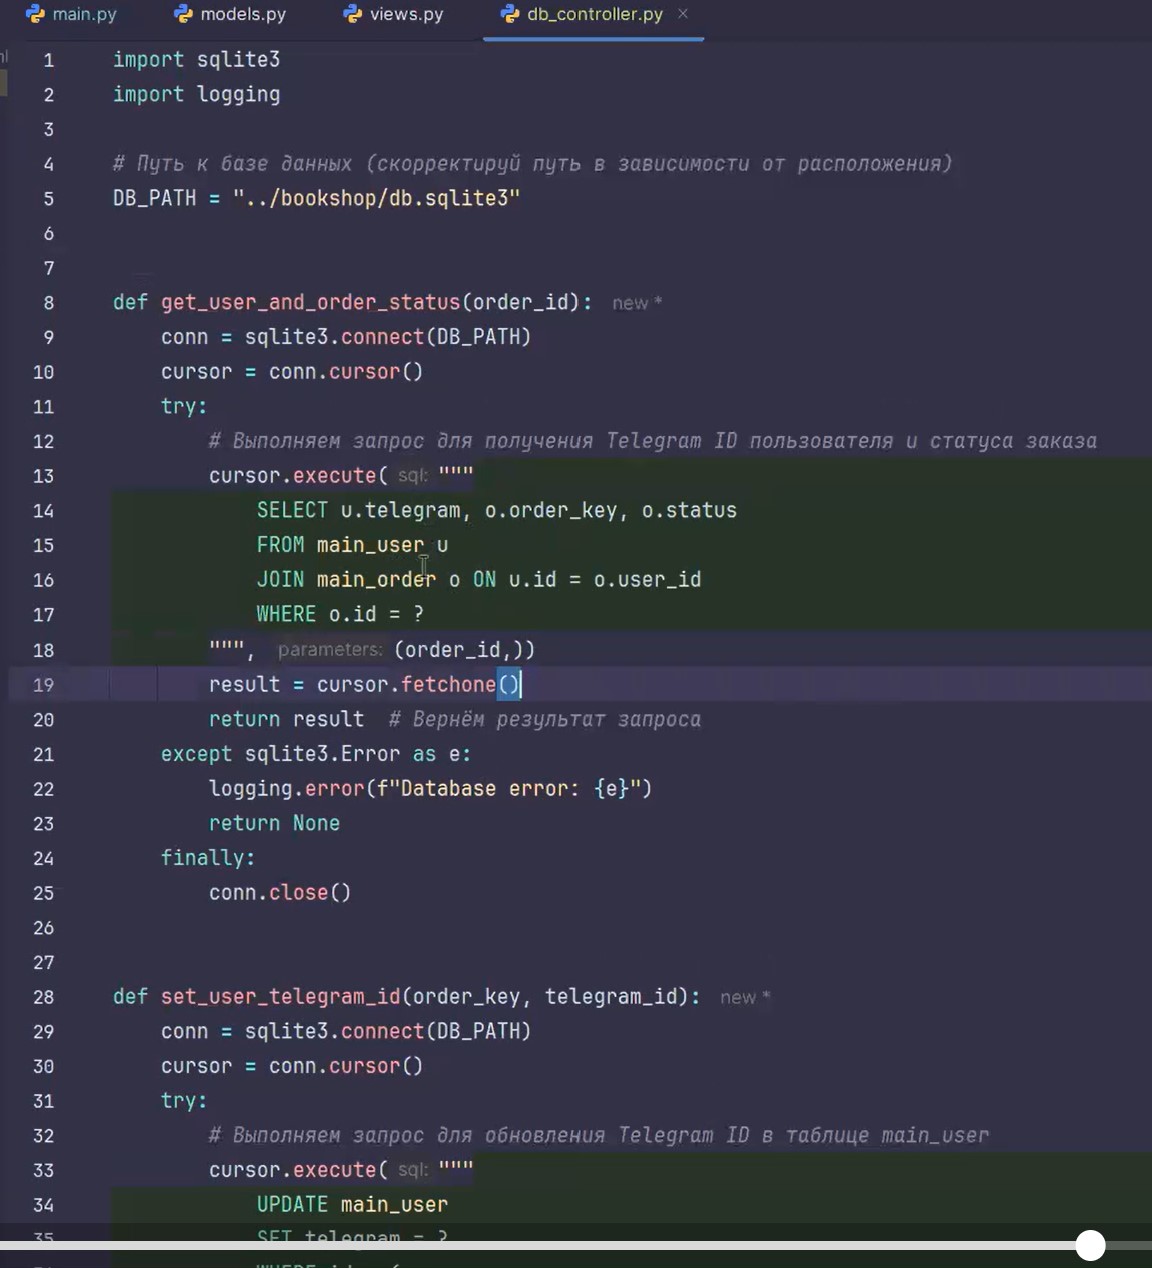 main.py models.py views.py db_controller.py ×
1 import sqlite3
2 import logging
3
4 # Путь к базе данных (скорректируй путь в зависимости от расположения)
5 DB_PATH = "../bookshop/db.sqlite3"
6
7
8 def get_user_and_order_status(order_id): new *
9 conn = sqlite3.connect(DB_PATH)
10 cursor = conn.cursor()
11 try:
12 # Выполняем запрос для получения Telegram ID пользователя и статуса заказа
13 cursor.execute( sql: """
14 SELECT u.telegram, o.order_key, o.status
15 FROM main_user u
16 JOIN main_order o ON u.id = o.user_id
17 WHERE o.id = ?
18 """, parameters: (order_id,))
19 result = cursor.fetchone()
20 return result # Вернём результат запроса
21 except sqlite3.Error as e:
22 logging.error(f"Database error: {e}")
23 return None
24 finally:
25 conn.close()
26
27
28 def set_user_telegram_id(order_key, telegram_id): new *
29 conn = sqlite3.connect(DB_PATH)
30 cursor = conn.cursor()
31 try:
32 # Выполняем запрос для обновления Telegram ID в таблице main_user
33 cursor.execute( sql: """
34 UPDATE main_user
35 SET telegram = ?